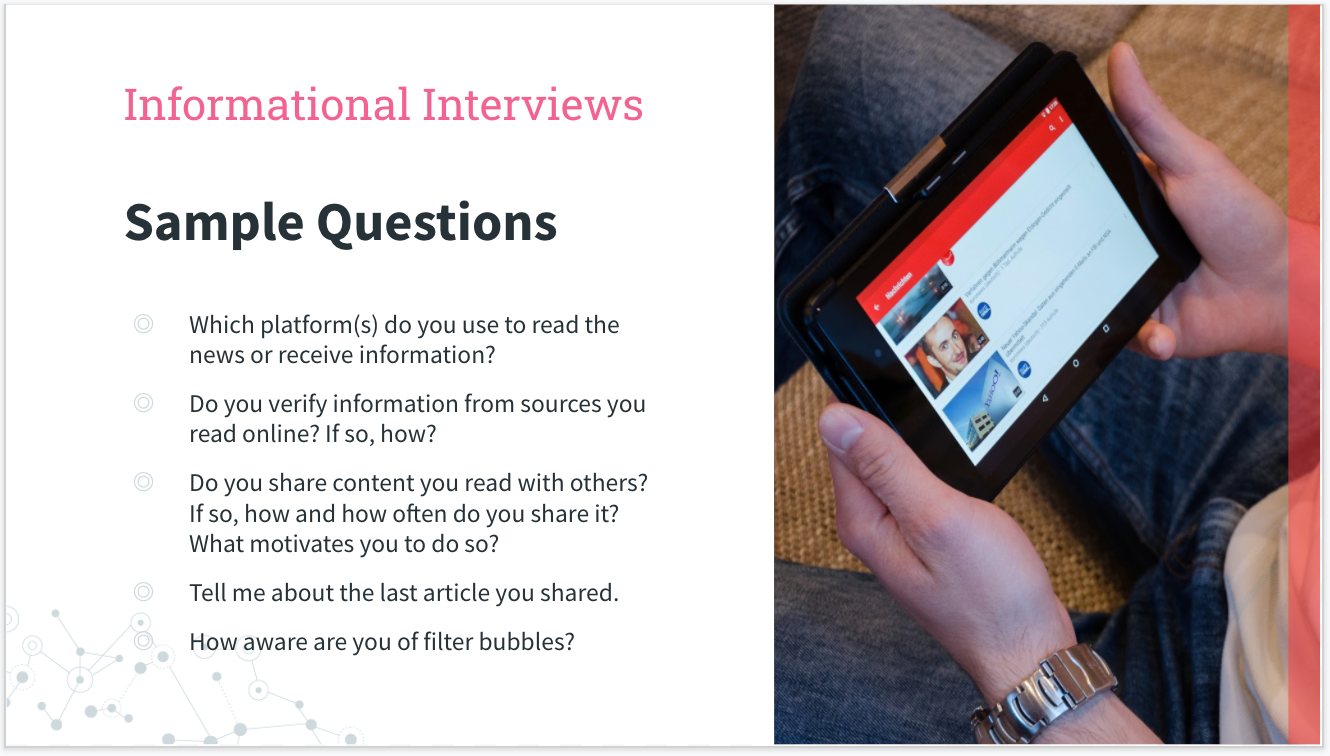 Informational Interviews
Sample Questions
Which platform(s) do you use to read the
news or receive information?
Do you verify information from sources you
read online? If so, how?
Do you share content you read with others?
If so, how and how often do you share it?
What motivates you to do so?
Tell me about the last article you shared.
How aware are you of filter bubbles?
Nachrichten